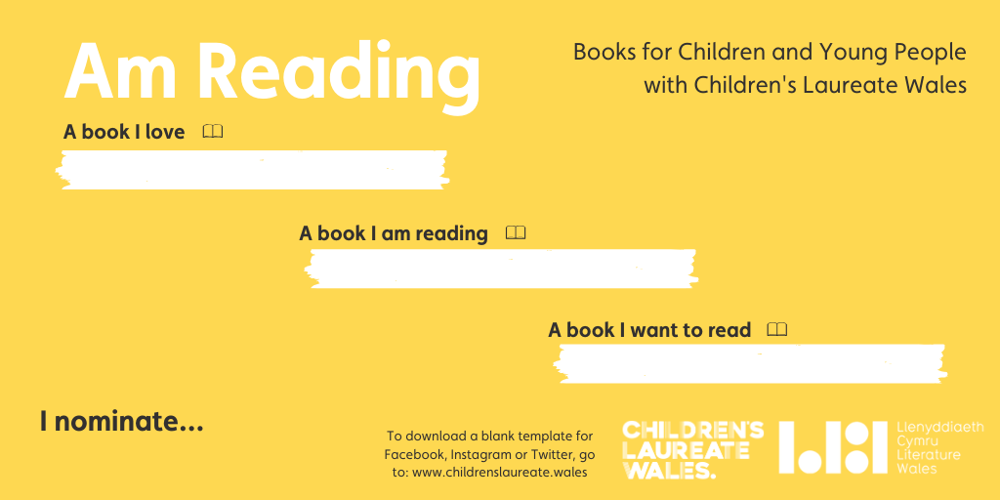 Am Reading
Books for Children and Young People
with Children's Laureate Wales
A book I love
A book I am reading
A book I want to read
I nominate...
To download a blank template for
Facebook, Instagram or Twitter, go
to: www.childrenslaureate.wales
CHILDREN'S
LAUREATE
WALES.
Llenyddiaeth
Cymru
Literature
Wales